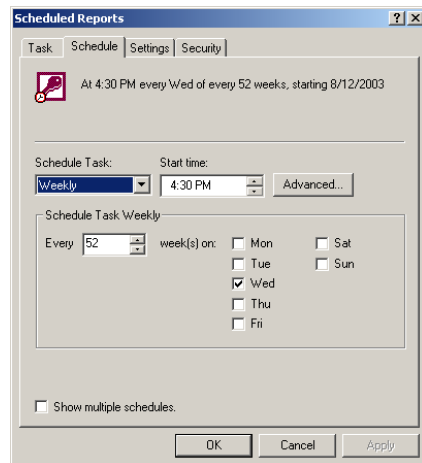 Scheduled Reports
Task Schedule Settings Security
At 4:30 PM every Wed of every 52 weeks, starting 8/12/2003
Schedule Task: Start time:
Weekly 4:30 PM Advanced...
Schedule Task Weekly
Every 52 week(s) on: Mon Sat
Tue Sun
Wed
Thu
Fri
Show multiple schedules.
OK Cancel Apply